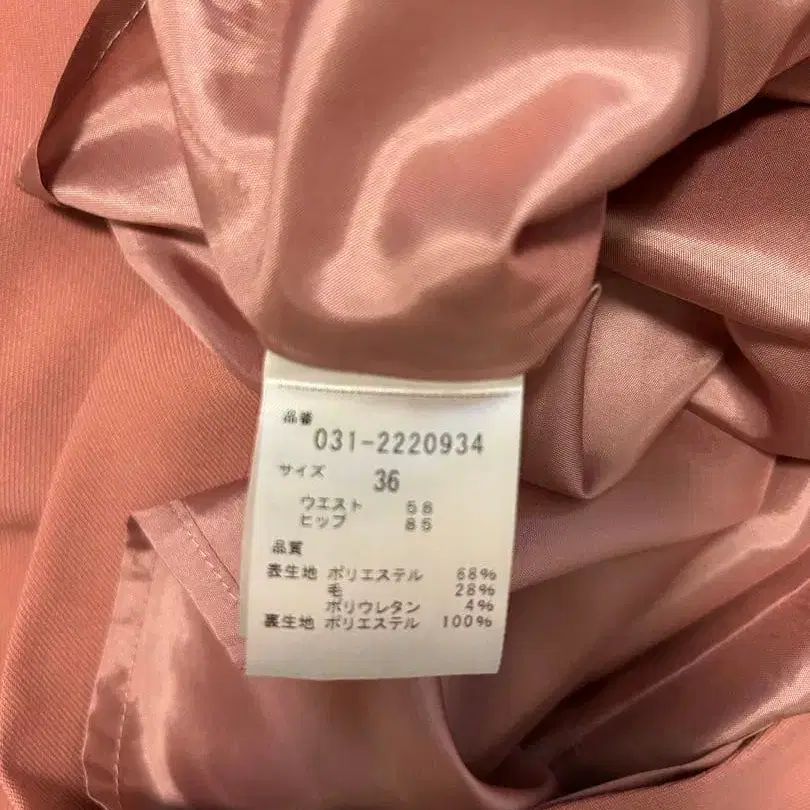 品番
031-2220934
サイズ 36
ウエスト 58
ヒップ 85
品質
表生地 ポリエステル 68%
毛 28%
ポリウレタン 4%
裏生地 ポリエステル 100%